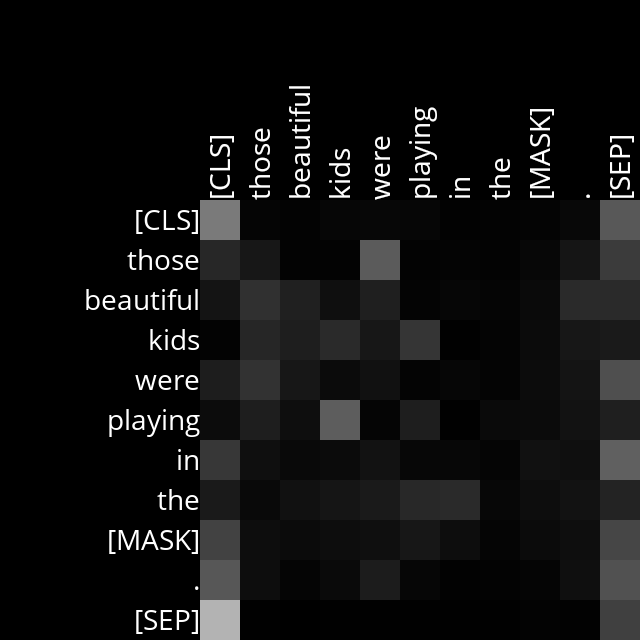 [CLS] those beautiful kids were playing in the [MASK] . [SEP]
[CLS]
those
beautiful
kids
were
playing
in
the
[MASK]
.
[SEP]